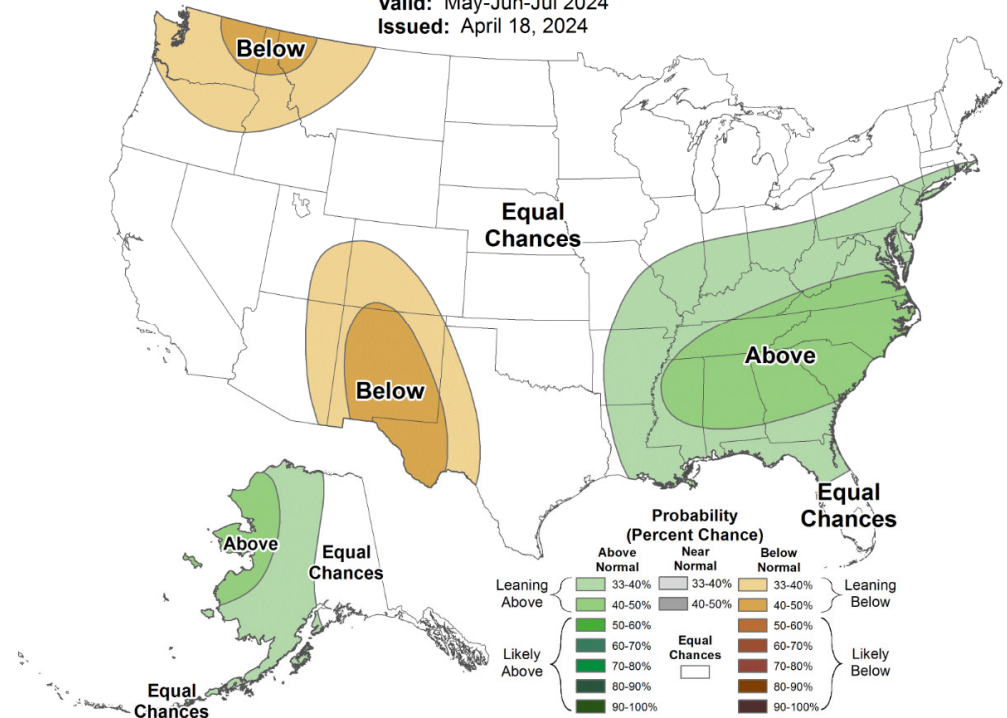 Valid: May-Jun-Jul 2024
Issued: April 18, 2024
Below
Equal
Chances
Above
Below
Equal
Chances
Above
Equal
Chances
Equal
Chances
Probability
(Percent Chance)
Above
Normal
Near
Normal
Below
Normal
Leaning
Above
33-40%
33-40%
33-40%
Leaning
Below
40-50%
40-50%
40-50%
Likely
Above
50-60%
60-70%
70-80%
80-90%
90-100%
Equal
Chances
50-60%
60-70%
70-80%
80-90%
90-100%
Likely
Below